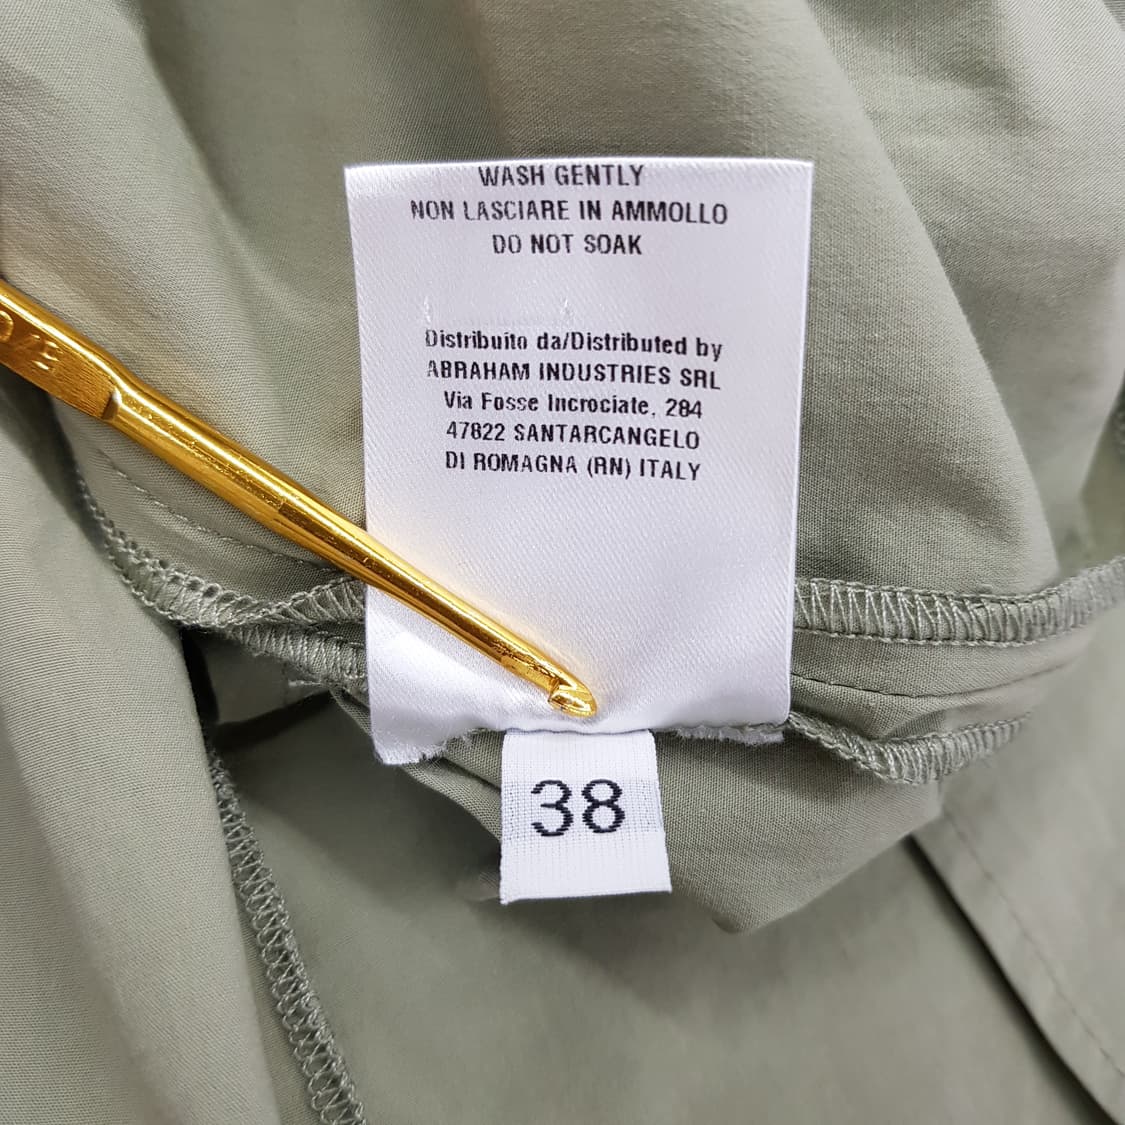 WASH GENTLY
NON LASCIARE IN AMMOLLO
DO NOT SOAK
Distribuito da/Distributed by
ABRAHAM INDUSTRIES SRL
Via Fosse Incrociate, 284
47822 SANTARCANGELO
DI ROMAGNA (RN) ITALY
38